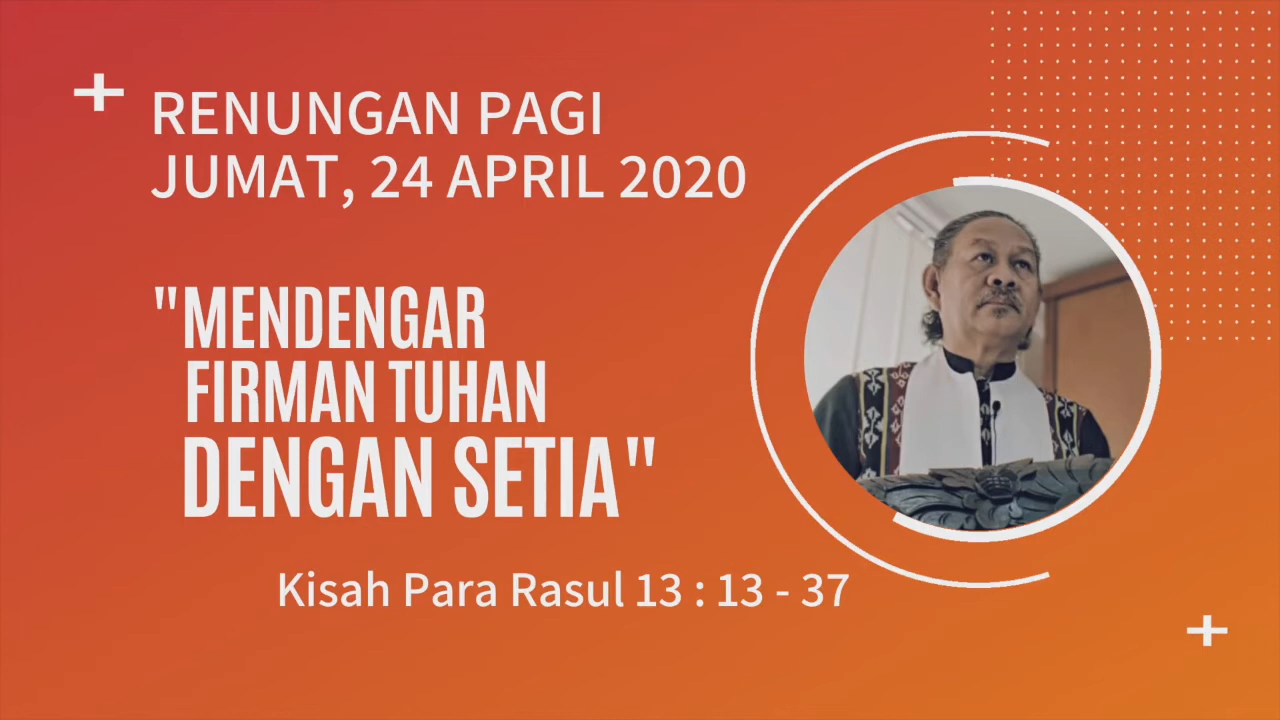 RENUNGAN PAGI
JUMAT, 24 APRIL 2020
"MENDENGAR
FIRMAN TUHAN
DENGAN SETIA"
Kisah Para Rasul 13 : 13 - 37